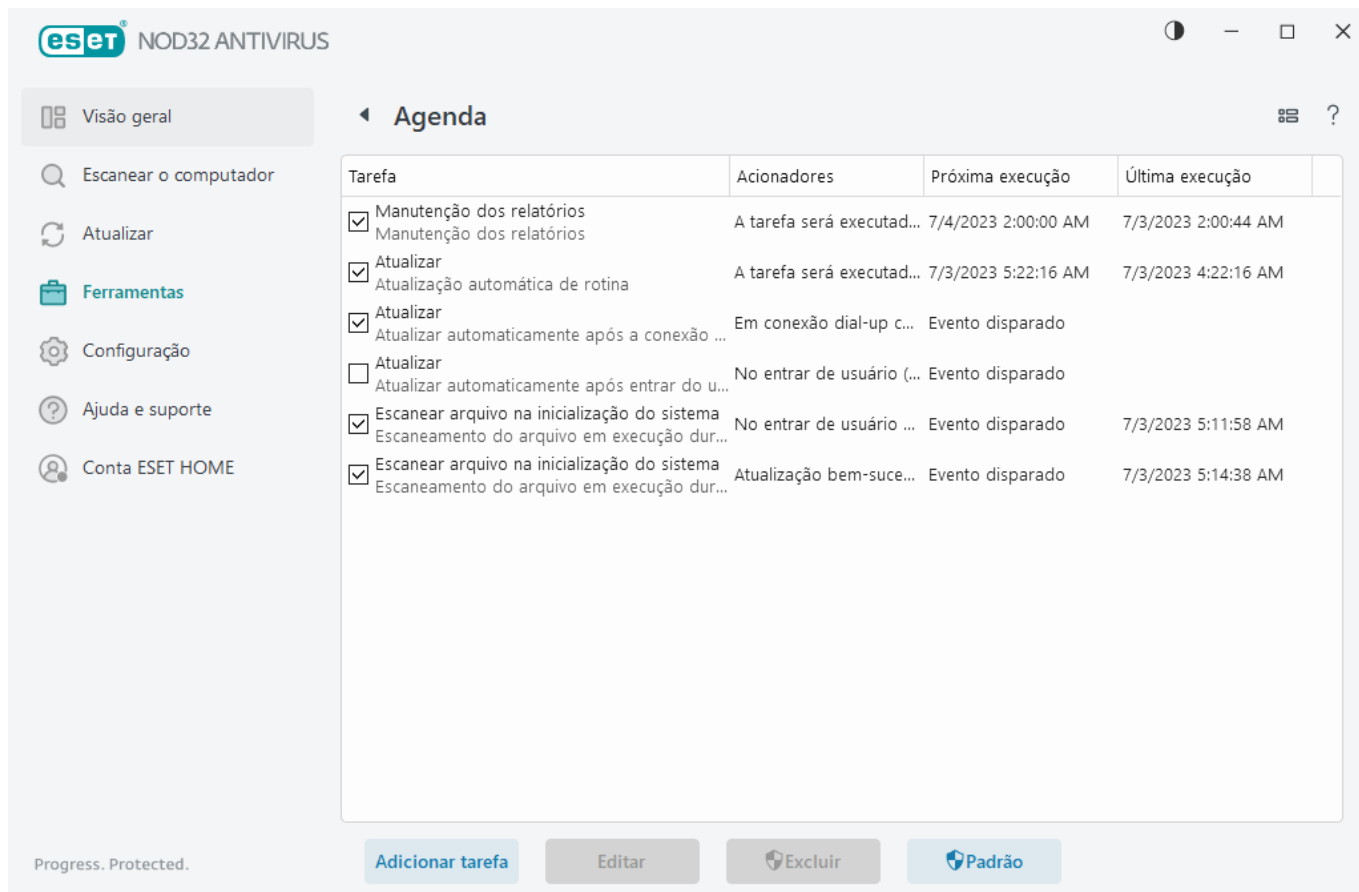 eset® NOD32 ANTIVIRUS
Visão geral
Escanear o computador
Atualizar
Ferramentas
Configuração
Ajuda e suporte
Conta ESET HOME
Progress. Protected.
Agenda
?
Tarefa Acionadores Próxima execução Última execução
Manutenção dos relatórios
Manutenção dos relatórios
A tarefa será executad... 7/4/2023 2:00:00 AM 7/3/2023 2:00:44 AM
Atualizar
Atualização automática de rotina
A tarefa será executad... 7/3/2023 5:22:16 AM 7/3/2023 4:22:16 AM
Atualizar
Atualizar automaticamente após a conexão ...
Em conexão dial-up c... Evento disparado
Atualizar
Atualizar automaticamente após entrar do u...
No entrar de usuário (... Evento disparado
Escanear arquivo na inicialização do sistema
Escaneamento do arquivo em execução dur...
No entrar de usuário ... Evento disparado 7/3/2023 5:11:58 AM
Escanear arquivo na inicialização do sistema
Escaneamento do arquivo em execução dur...
Atualização bem-suce... Evento disparado 7/3/2023 5:14:38 AM
Adicionar tarefa Editar Excluir Padrão